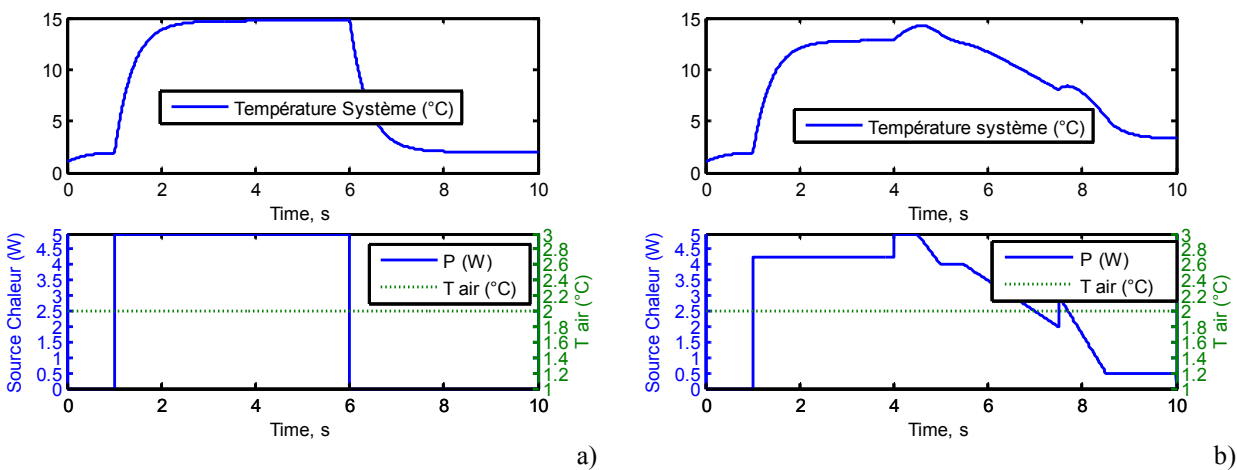 15
10
5
0
Température Système (°C)
0 2 4 6 8 10
Time, s
Source Chaleur (W)
4.5 5
4
3.5
3
2.5
2
1.5
1
0.5
0
P (W)
T air (°C)
3
2.8
2.6
2.4
2.2
2
1.8
1.6
1.4
1.2
1
T air (°C)
0 2 4 6 8 10
Time, s
a)
15
10
5
0
Température système (°C)
0 2 4 6 8 10
Time, s
Source Chaleur (W)
4.5 5
4
3.5
3
2.5
2
1.5
1
0.5
0
P (W)
T air (°C)
3
2.8
2.6
2.4
2.2
2
1.8
1.6
1.4
1.2
1
T air (°C)
0 2 4 6 8 10
Time, s
b)